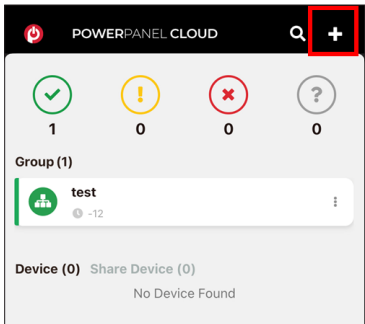 POWERPANEL CLOUD
1 0 0 0
Group (1)
test
-12
Device (0) Share Device (0)
No Device Found